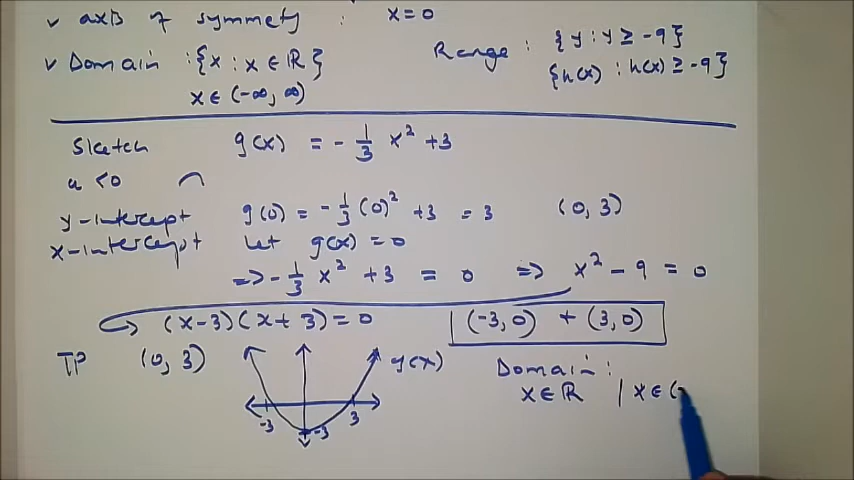 ✓ axis of symmety : x=0
✓ Domain : {x : x ∈ ℝ}
x ∈ (-∞, ∞)
Range : {y : y ≥ -9}
{h(x) : h(x) ≥ -9}
Sketch g(x) = - 1/3 x² + 3
a < 0
y-intercept g(0) = -1/3 (0)² + 3 = 3 (0, 3)
x-intercept Let g(x) = 0
=> - 1/3 x² + 3 = 0 => x² - 9 = 0
(x-3)(x+3) = 0 (-3, 0) + (3, 0)
TP (0, 3)
g(x)
-3 3
-3
Domain :
x ∈ ℝ | x ∈ (